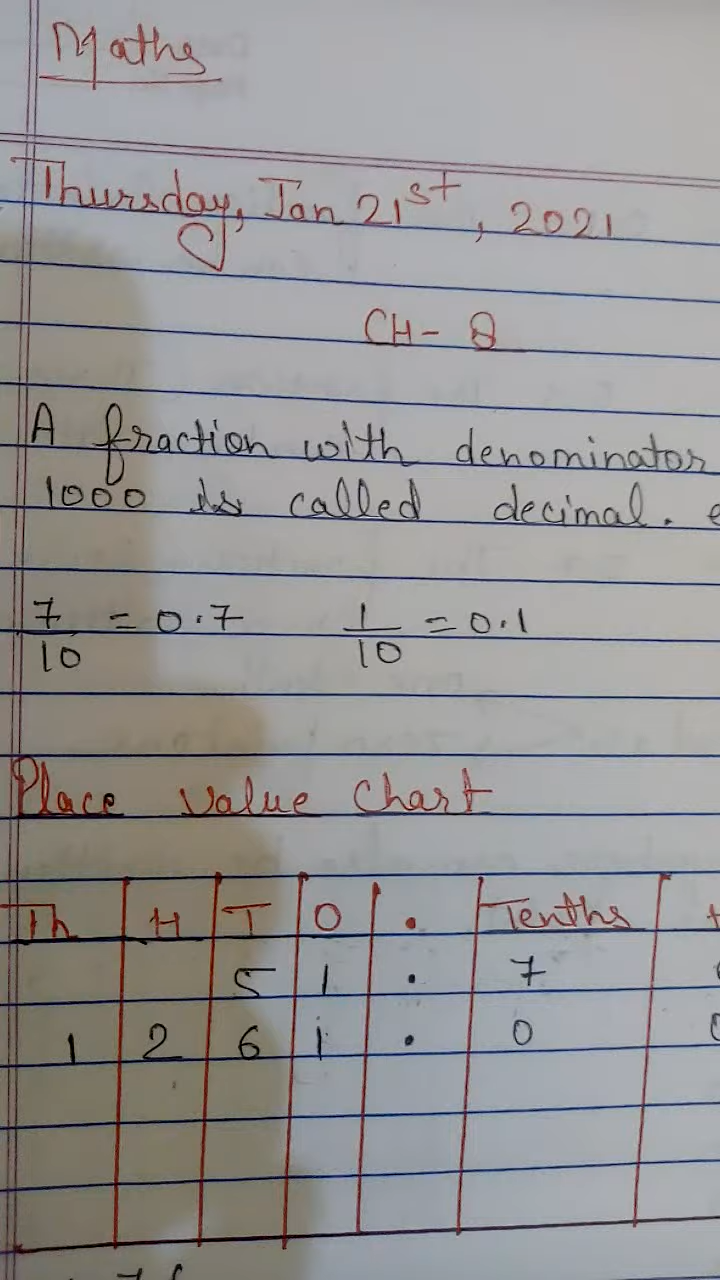 Maths
Thursday, Jan 21st, 2021
CH- 8
A fraction with denominator
1000 is called decimal.
7/10 = 0.7 1/10 = 0.1
Place Value Chart
Th H T O . Tenths
5 1 . 7
1 2 6 1 . 0